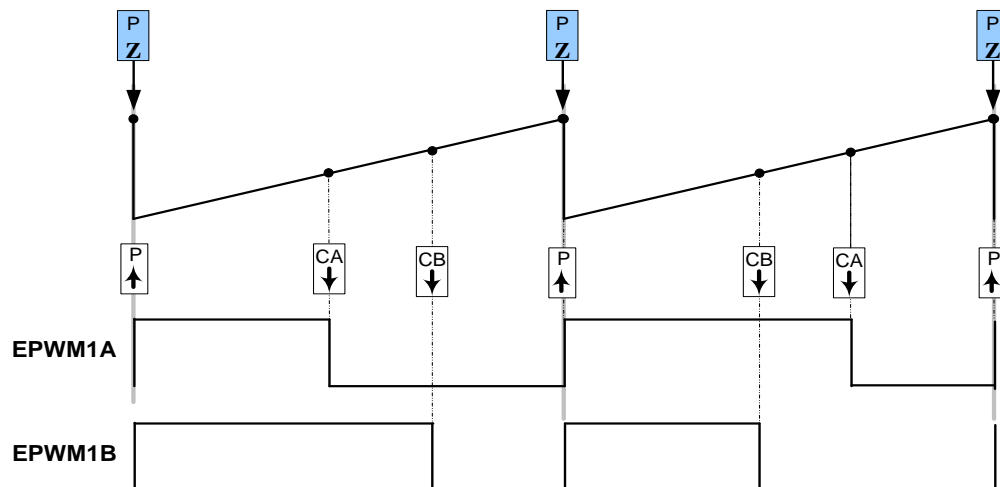 P P P
Z Z Z
P CA CB P CB CA P
EPWM1A
EPWM1B